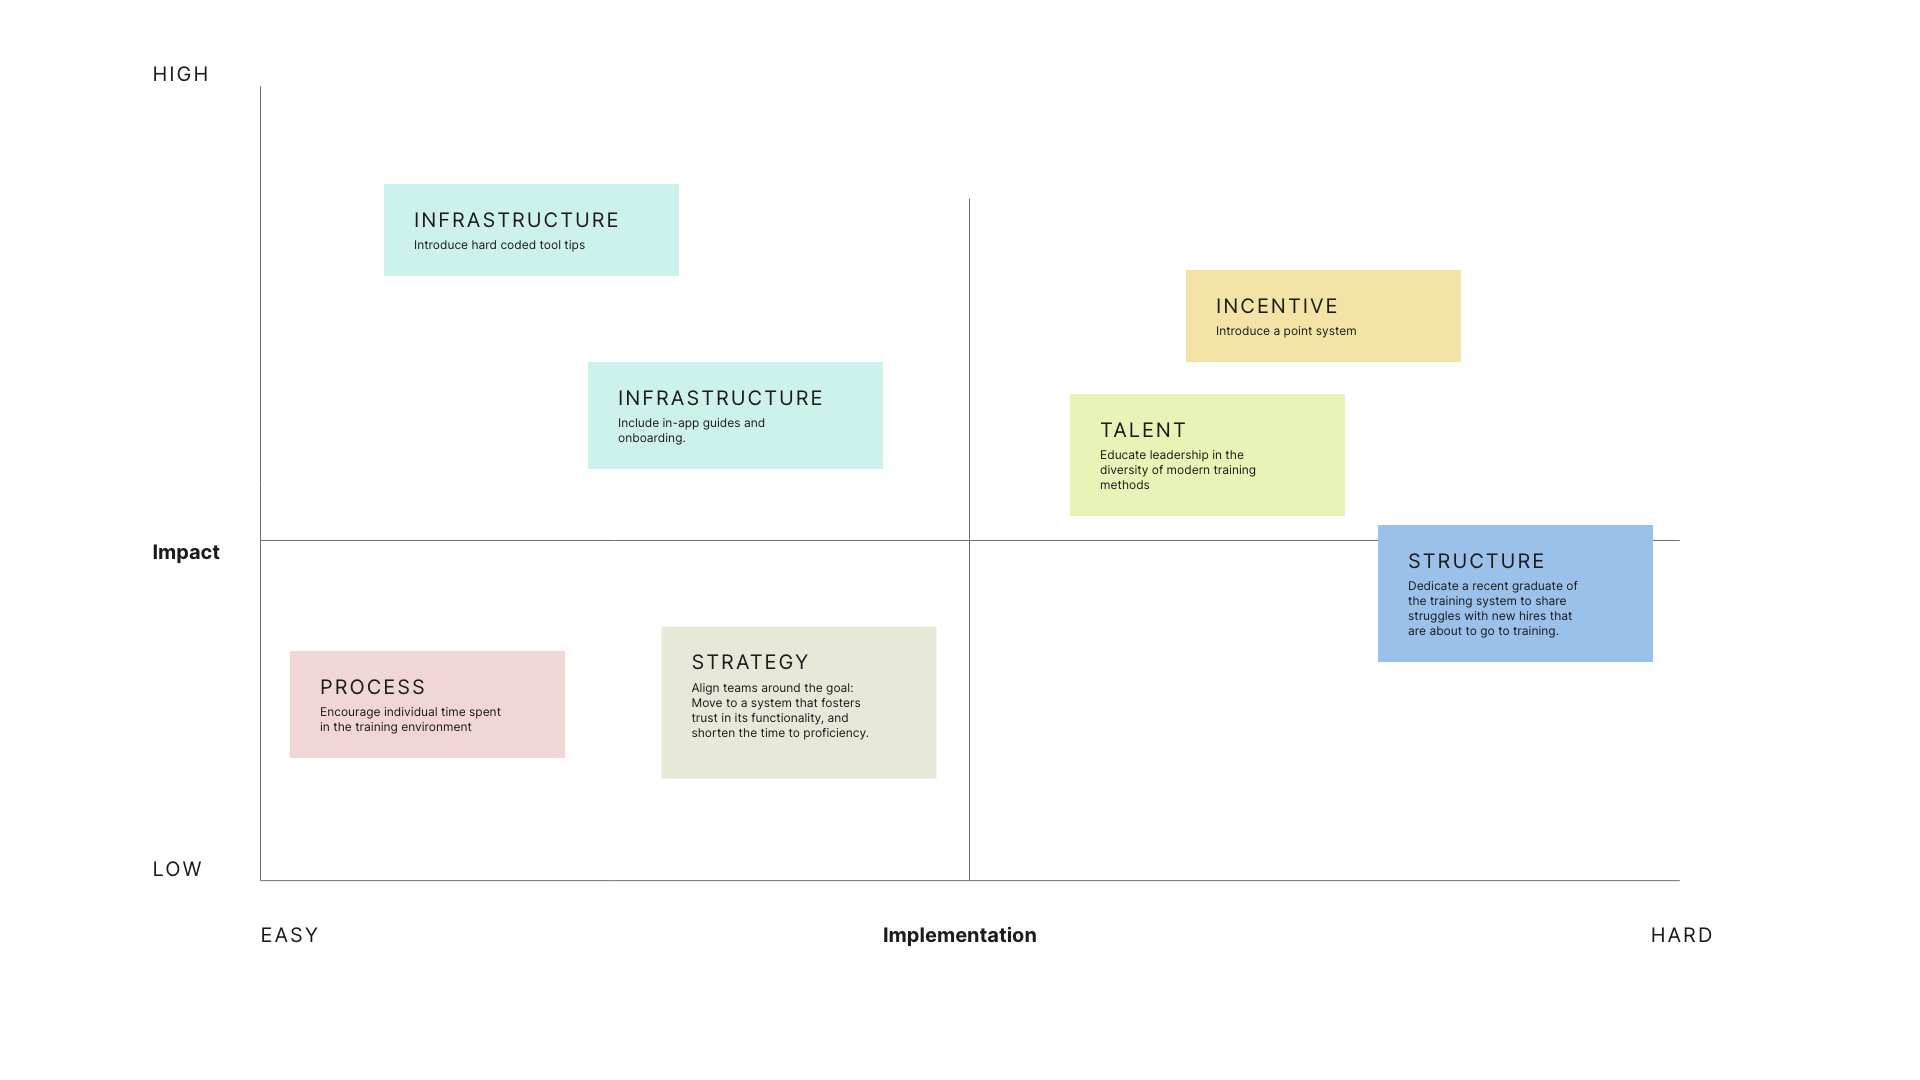 HIGH
INFRASTRUCTURE
Introduce hard coded tool tips
INCENTIVE
Introduce a point system
INFRASTRUCTURE
Include in-app guides and
onboarding.
TALENT
Educate leadership in the
diversity of modern training
methods
Impact
STRUCTURE
Dedicate a recent graduate of
the training system to share
struggles with new hires that
are about to go to training.
PROCESS
Encourage individual time spent
in the training environment
STRATEGY
Align teams around the goal:
Move to a system that fosters
trust in its functionality, and
shorten the time to proficiency.
LOW
EASY
Implementation
HARD